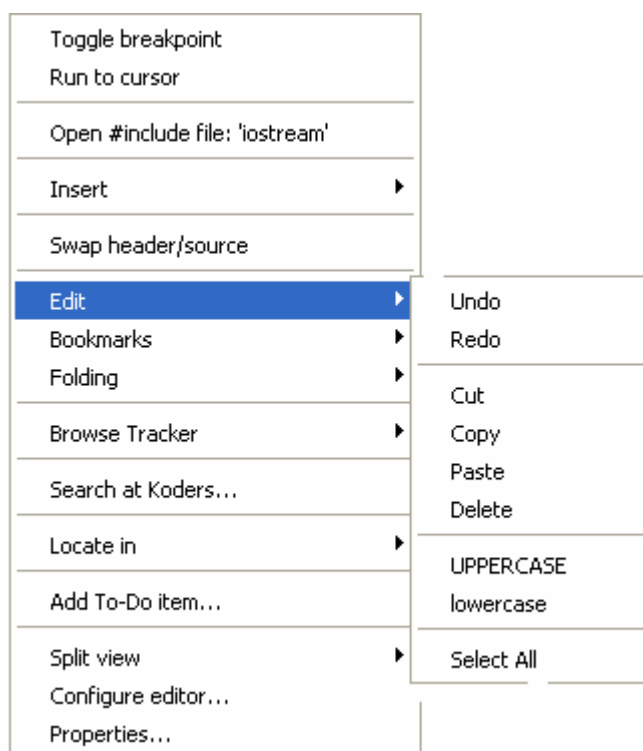 Toggle breakpoint
Run to cursor
Open #include file: 'iostream'
Insert
Swap header/source
Edit
Bookmarks
Folding
Browse Tracker
Search at Koders...
Locate in
Add To-Do item...
Split view
Configure editor...
Properties...
Undo
Redo
Cut
Copy
Paste
Delete
UPPERCASE
lowercase
Select All